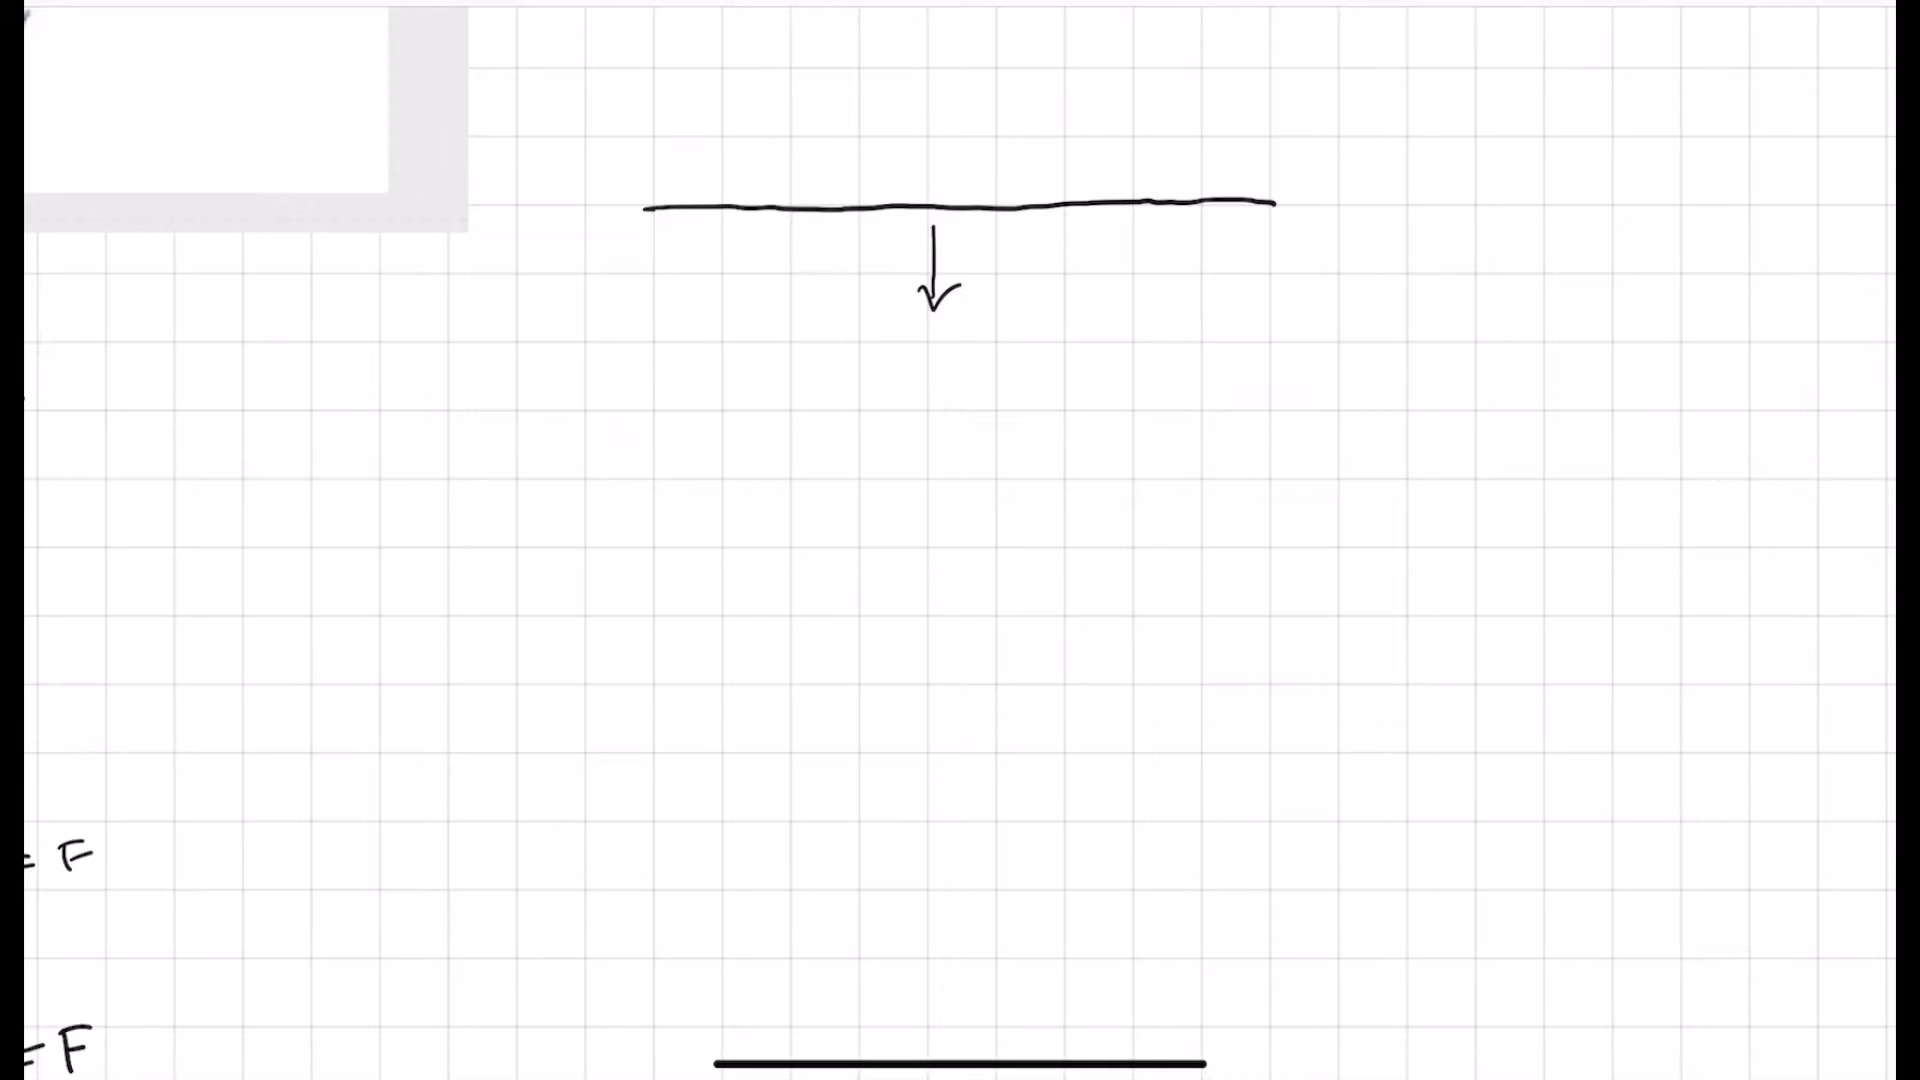 = F
= F